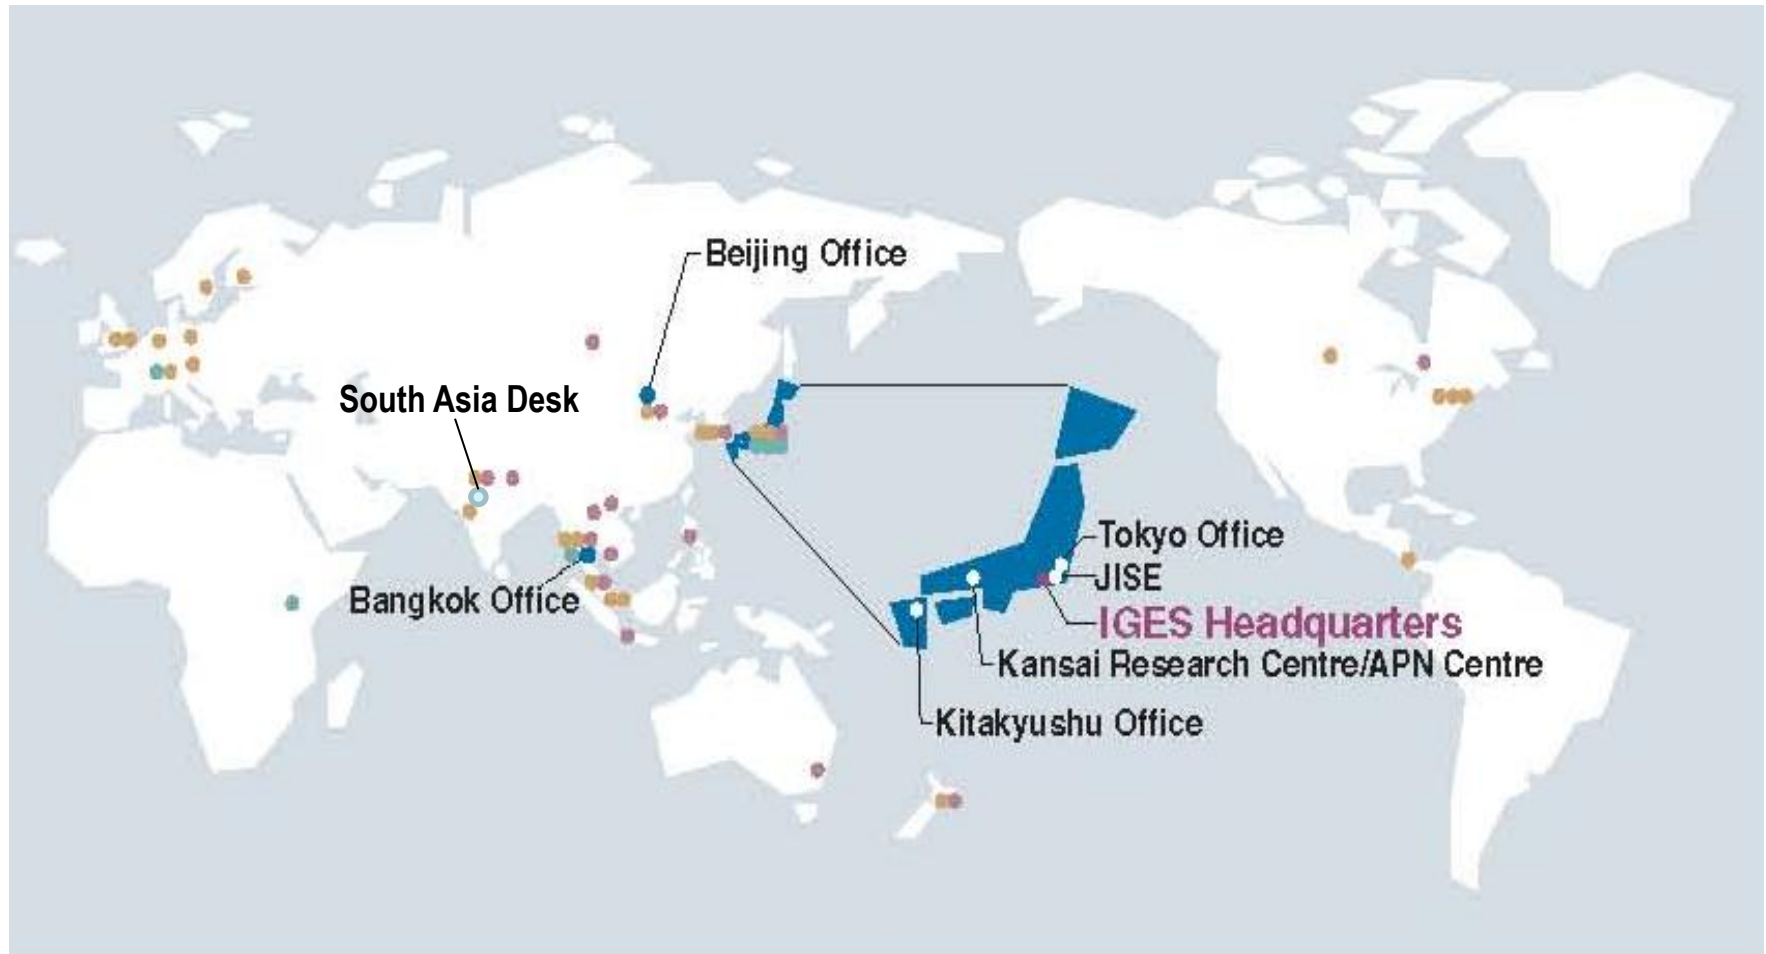 Beijing Office
South Asia Desk
Tokyo Office
JISE
Bangkok Office
IGES Headquarters
Kansai Research Centre/APN Centre
Kitakyushu Office